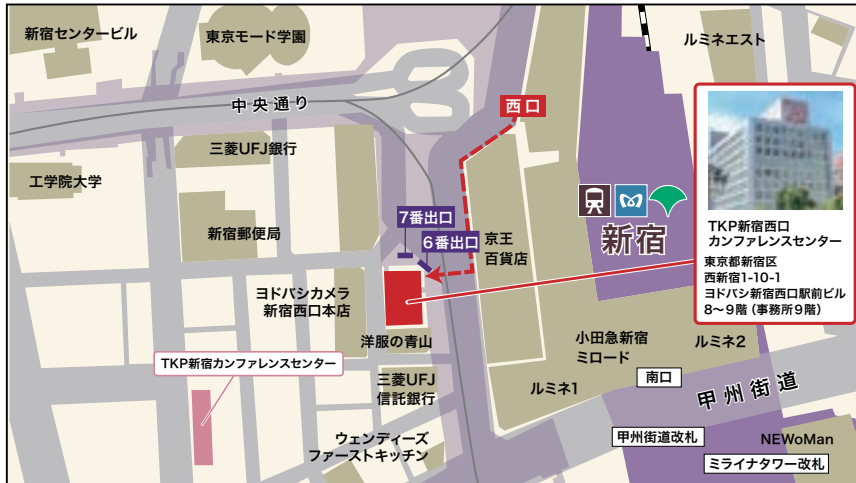 新宿センタービル
東京モード学園
ルミネエスト
中央通り
西口
三菱UFJ銀行
工学院大学
7番出口
新宿郵便局
6番出口
京王
百貨店
新宿
TKP新宿西口
カンファレンスセンター
東京都新宿区
西新宿1-10-1
ヨドバシ新宿西口駅前ビル
8〜9階（事務所9階）
ヨドバシカメラ
新宿西口本店
洋服の青山
小田急新宿
ミロード
ルミネ2
TKP新宿カンファレンスセンター
三菱UFJ
信託銀行
ルミネ1
南口
甲州街道
ウェンディーズ
ファーストキッチン
甲州街道改札
NEWoMan
ミライナタワー改札